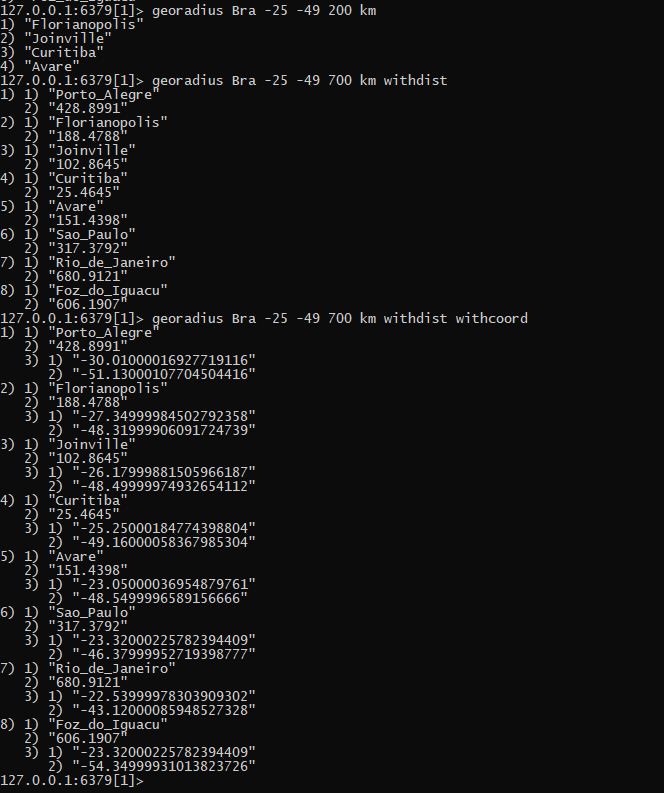 127.0.0.1:6379[1]> georadius Bra -25 -49 200 km
1) "Florianopolis"
2) "Joinville"
3) "Curitiba"
4) "Avare"
127.0.0.1:6379[1]> georadius Bra -25 -49 700 km withdist
1) 1) "Porto_Alegre"
   2) "428.8991"
2) 1) "Florianopolis"
   2) "188.4788"
3) 1) "Joinville"
   2) "102.8645"
4) 1) "Curitiba"
   2) "25.4645"
5) 1) "Avare"
   2) "151.4398"
6) 1) "Sao_Paulo"
   2) "317.3792"
7) 1) "Rio_de_Janeiro"
   2) "680.9121"
8) 1) "Foz_do_Iguacu"
   2) "606.1907"
127.0.0.1:6379[1]> georadius Bra -25 -49 700 km withdist withcoord
1) 1) "Porto_Alegre"
   2) "428.8991"
   3) 1) "-30.01000016927719116"
      2) "-51.13000107704504416"
2) 1) "Florianopolis"
   2) "188.4788"
   3) 1) "-27.34999984502792358"
      2) "-48.31999906091724739"
3) 1) "Joinville"
   2) "102.8645"
   3) 1) "-26.17999881505966187"
      2) "-48.49999974932654112"
4) 1) "Curitiba"
   2) "25.4645"
   3) 1) "-25.25000184774398804"
      2) "-49.16000058367985304"
5) 1) "Avare"
   2) "151.4398"
   3) 1) "-23.05000036954879761"
      2) "-48.5499996589156666"
6) 1) "Sao_Paulo"
   2) "317.3792"
   3) 1) "-23.32000225782394409"
      2) "-46.37999952719398777"
7) 1) "Rio_de_Janeiro"
   2) "680.9121"
   3) 1) "-22.53999978303909302"
      2) "-43.12000085948527328"
8) 1) "Foz_do_Iguacu"
   2) "606.1907"
   3) 1) "-23.32000225782394409"
      2) "-54.34999931013823726"
127.0.0.1:6379[1]>